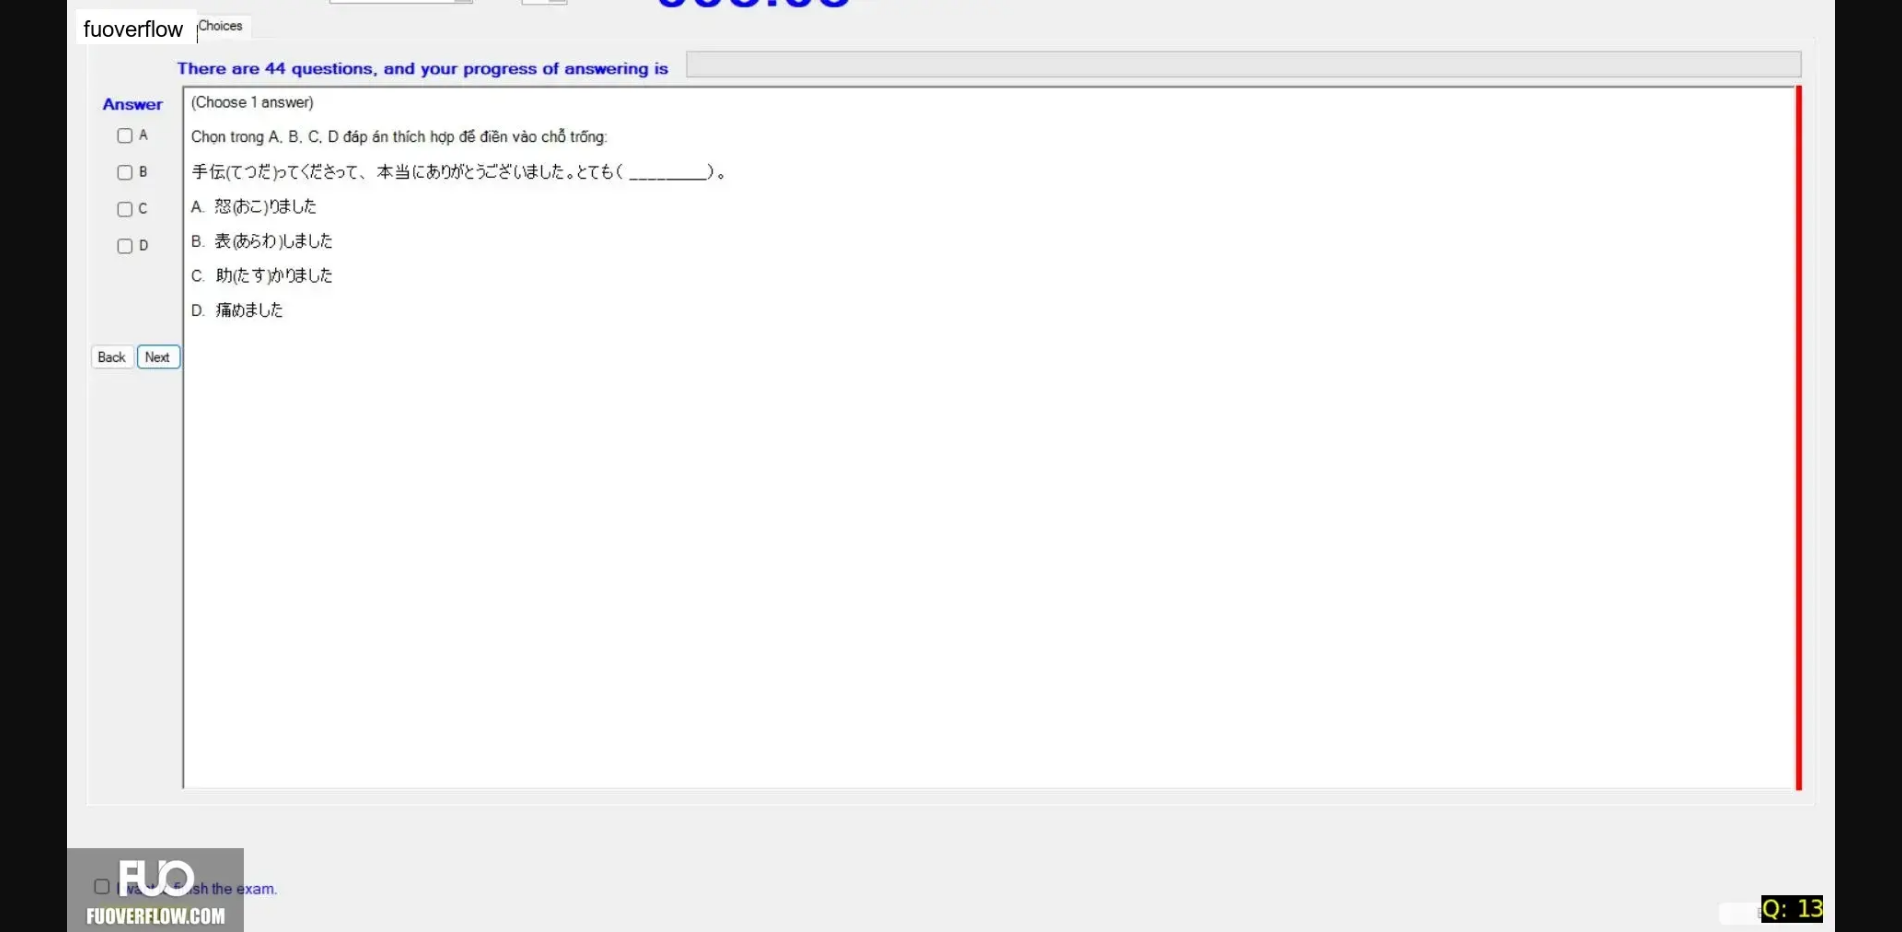 fuoverflow
Choices
There are 44 questions, and your progress of answering is
Answer
(Choose 1 answer)
A
Chọn trong A, B, C, D đáp án thích hợp để điền vào chỗ trống:
B
手伝(てつだ)ってくださって、本当にありがとうございました。とても( _________)。
C
A. 怒(おこ)りました
D
B. 表(あらわ)しました
C. 助(たす)かりました
D. 痛めました
Back Next
FUO
finish the exam.
FUOVERFLOW.COM
Q: 13